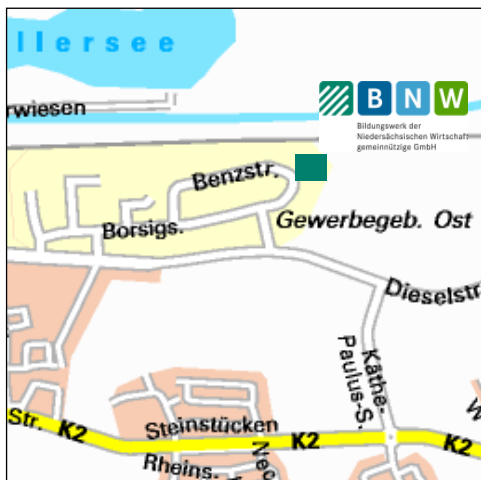 llersee
rwiesen
B N W
Bildungswerk der
Niedersächsischen Wirtschaft
gemeinnützige GmbH
Benzstr.
Gewerbegeb. Ost
Borsigs.
Dieselstr
Käthe-
Paulus-S.
Str.
K2
Steinstücken
K2
K2
Rheins.
Nec
W